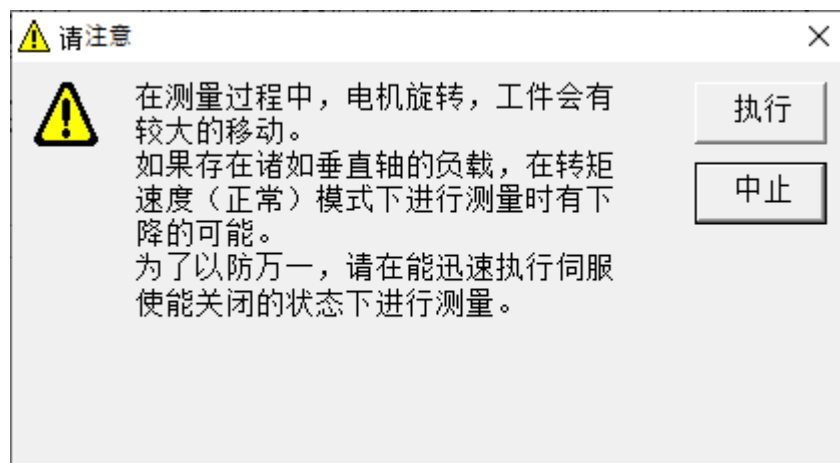 请注意
在测量过程中，电机旋转，工件会有
较大的移动。
如果存在诸如垂直轴的负载，在转矩
速度（正常）模式下进行测量时有下
降的可能。
为了以防万一，请在能迅速执行伺服
使能关闭的状态下进行测量。
执行
中止